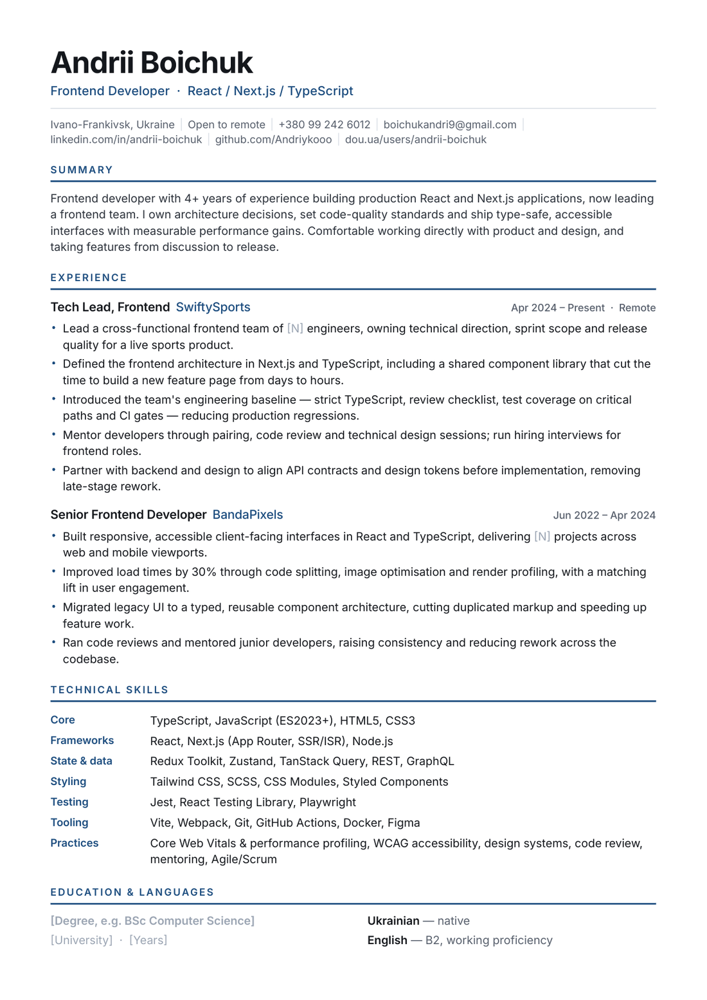 Andrii Boichuk
Frontend Developer · React / Next.js / TypeScript
Ivano-Frankivsk, Ukraine | Open to remote | +380 99 242 6012 | boichukandri9@gmail.com |
linkedin.com/in/andrii-boichuk | github.com/Andriykooo | dou.ua/users/andrii-boichuk
SUMMARY
Frontend developer with 4+ years of experience building production React and Next.js applications, now leading
a frontend team. I own architecture decisions, set code-quality standards and ship type-safe, accessible
interfaces with measurable performance gains. Comfortable working directly with product and design, and
taking features from discussion to release.
EXPERIENCE
Tech Lead, Frontend SwiftySports Apr 2024 – Present · Remote
• Lead a cross-functional frontend team of [N] engineers, owning technical direction, sprint scope and release
quality for a live sports product.
• Defined the frontend architecture in Next.js and TypeScript, including a shared component library that cut the
time to build a new feature page from days to hours.
• Introduced the team's engineering baseline — strict TypeScript, review checklist, test coverage on critical
paths and CI gates — reducing production regressions.
• Mentor developers through pairing, code review and technical design sessions; run hiring interviews for
frontend roles.
• Partner with backend and design to align API contracts and design tokens before implementation, removing
late-stage rework.
Senior Frontend Developer BandaPixels Jun 2022 – Apr 2024
• Built responsive, accessible client-facing interfaces in React and TypeScript, delivering [N] projects across
web and mobile viewports.
• Improved load times by 30% through code splitting, image optimisation and render profiling, with a matching
lift in user engagement.
• Migrated legacy UI to a typed, reusable component architecture, cutting duplicated markup and speeding up
feature work.
• Ran code reviews and mentored junior developers, raising consistency and reducing rework across the
codebase.
TECHNICAL SKILLS
Core TypeScript, JavaScript (ES2023+), HTML5, CSS3
Frameworks React, Next.js (App Router, SSR/ISR), Node.js
State & data Redux Toolkit, Zustand, TanStack Query, REST, GraphQL
Styling Tailwind CSS, SCSS, CSS Modules, Styled Components
Testing Jest, React Testing Library, Playwright
Tooling Vite, Webpack, Git, GitHub Actions, Docker, Figma
Practices Core Web Vitals & performance profiling, WCAG accessibility, design systems, code review,
mentoring, Agile/Scrum
EDUCATION & LANGUAGES
[Degree, e.g. BSc Computer Science]
[University] · [Years]
Ukrainian — native
English — B2, working proficiency